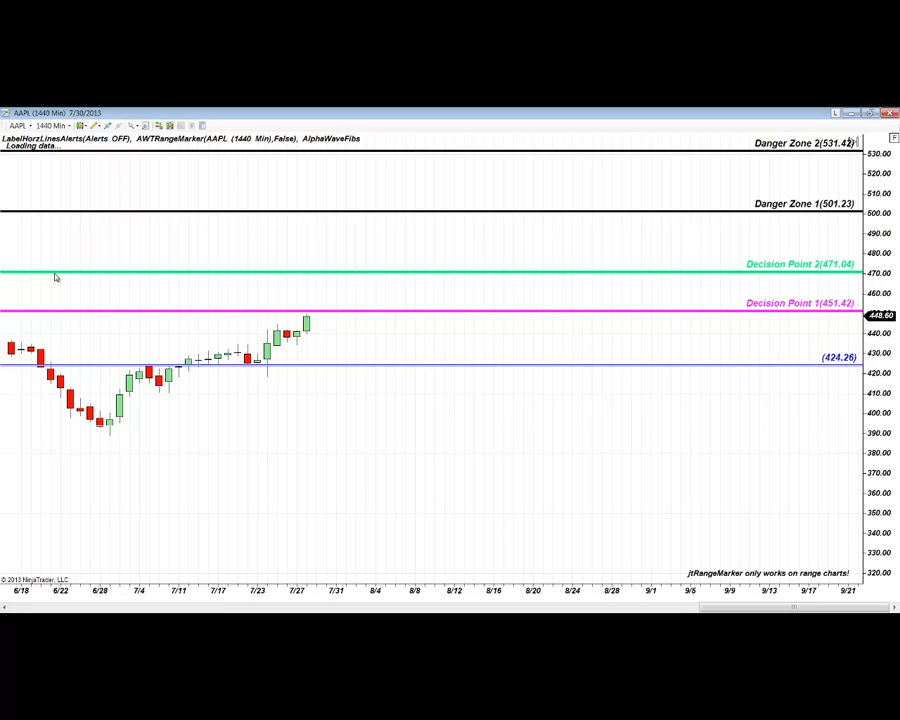 AAPL (1440 Min) 7/30/2013
L
AAPL 1440 Min
LabelHorzLinesAlerts(Alerts OFF), AWTRangeMarker(AAPL (1440 Min),False), AlphaWaveFibs
F
Loading data...
Danger Zone 2(531.42)
530.00
520.00
510.00
Danger Zone 1(501.23)
500.00
490.00
480.00
Decision Point 2(471.04)
470.00
460.00
Decision Point 1(451.42)
448.60
440.00
430.00
(424.26)
420.00
410.00
400.00
390.00
380.00
370.00
360.00
350.00
340.00
330.00
jtRangeMarker only works on range charts!
320.00
© 2013 NinjaTrader, LLC
6/18 6/22 6/28 7/4 7/11 7/17 7/23 7/27 7/31 8/4 8/8 8/12 8/16 8/20 8/24 8/28 9/1 9/5 9/9 9/13 9/17 9/21